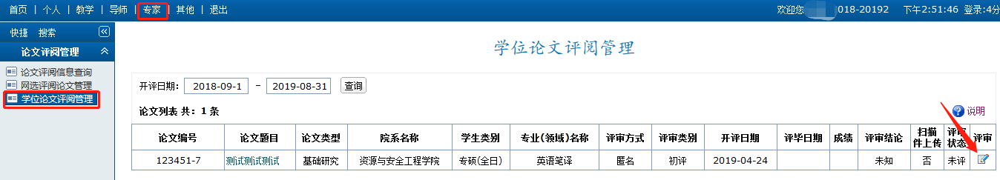 首页 | 个人 | 教学 | 导师 | 专家 | 其他 | 退出
欢迎您 018-20192 下午2:51:46 登录:4分
快捷 搜索
论文评阅管理
论文评阅信息查询
网选评阅论文管理
学位论文评阅管理
学位论文评阅管理
开评日期: 2018-09-1 - 2019-08-31 查询
论文列表 共: 1 条
说明
论文编号 论文题目 论文类型 院系名称 学生类别 专业(领域)名称 评审方式 评审类别 开评日期 评毕日期 成绩 评审结论 扫描件上传 评审状态 评审
123451-7 测试测试测试 基础研究 资源与安全工程学院 专硕(全日) 英语笔译 匿名 初评 2019-04-24 未知 否 未评